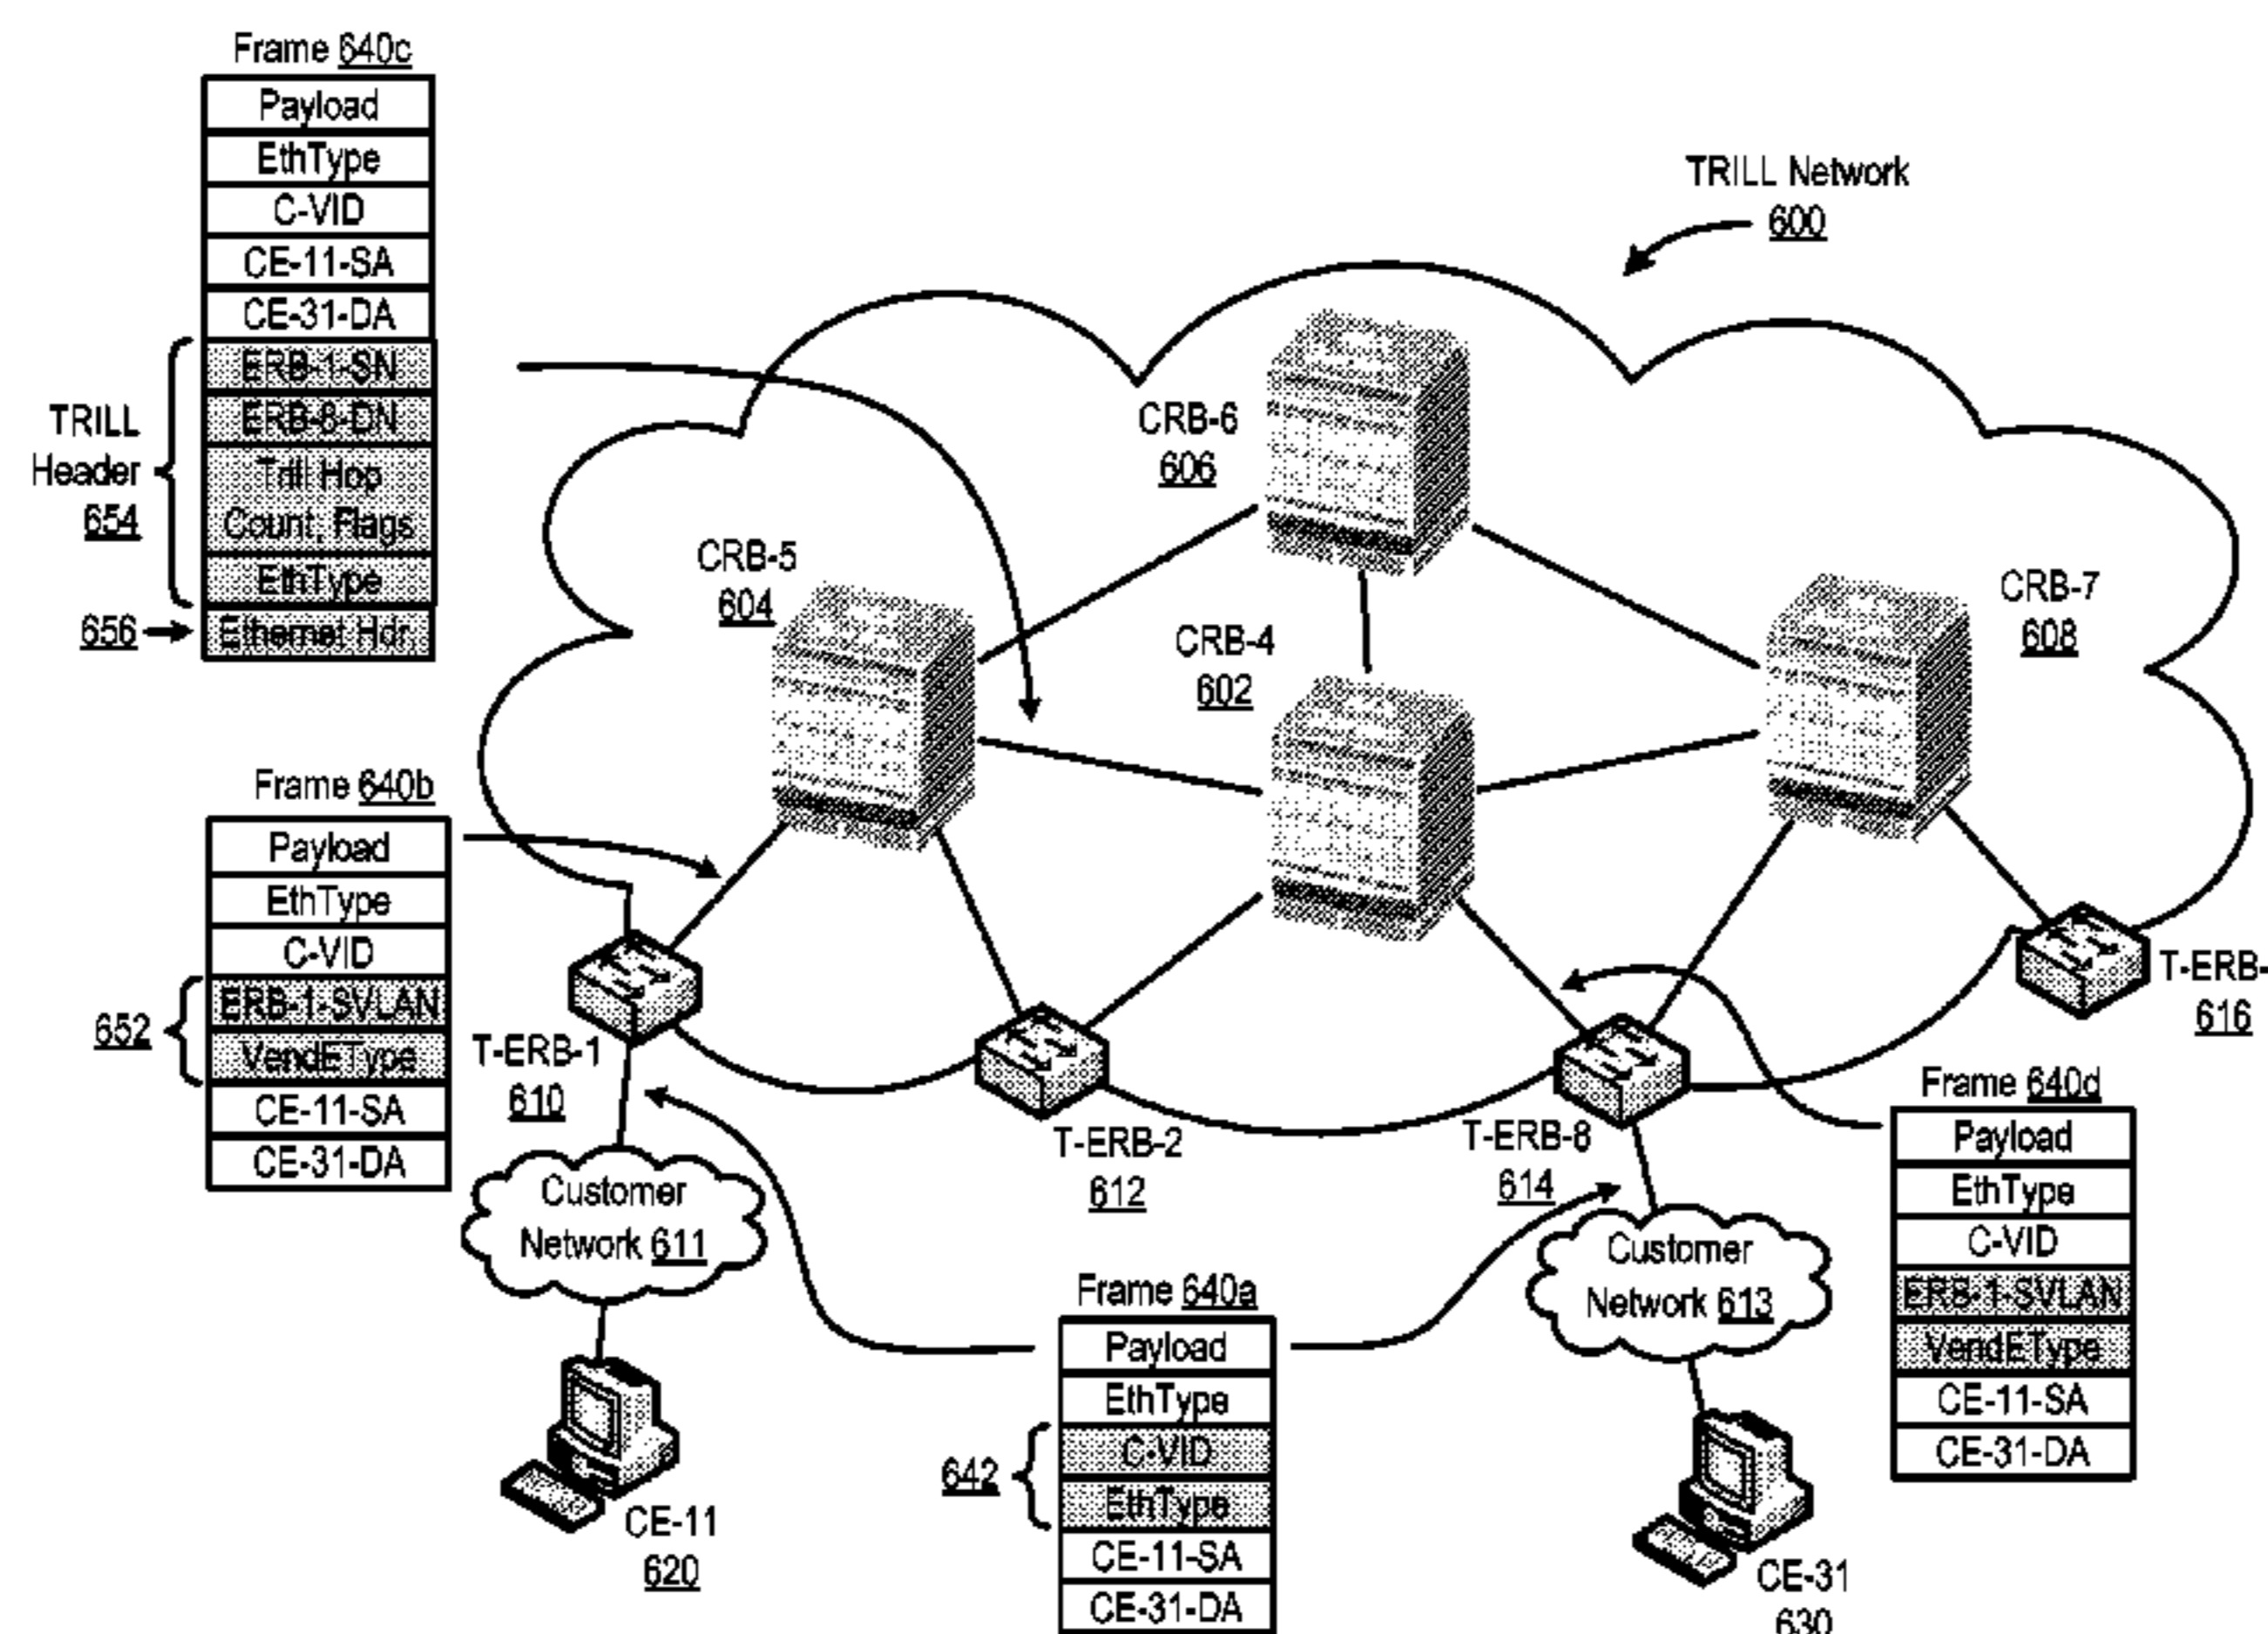 Frame 640c
Payload
EthType
C-VID
CE-11-SA
CE-31-DA
ERB-1-SN
ERB-8-DN
Trill Hop
Count, Flags
EthType
Ethernet Hdr.
TRILL
Header
654
656
TRILL Network
600
CRB-6
606
CRB-5
604
CRB-4
602
CRB-7
608
Frame 640b
Payload
EthType
C-VID
ERB-1-SVLAN
VendEType
CE-11-SA
CE-31-DA
652
T-ERB-1
610
T-ERB-2
612
T-ERB-8
614
T-ERB-
616
Customer
Network 611
Customer
Network 613
CE-11
620
CE-31
630
Frame 640a
Payload
EthType
C-VID
EthType
CE-11-SA
CE-31-DA
642
Frame 640d
Payload
EthType
C-VID
ERB-1-SVLAN
VendEType
CE-11-SA
CE-31-DA